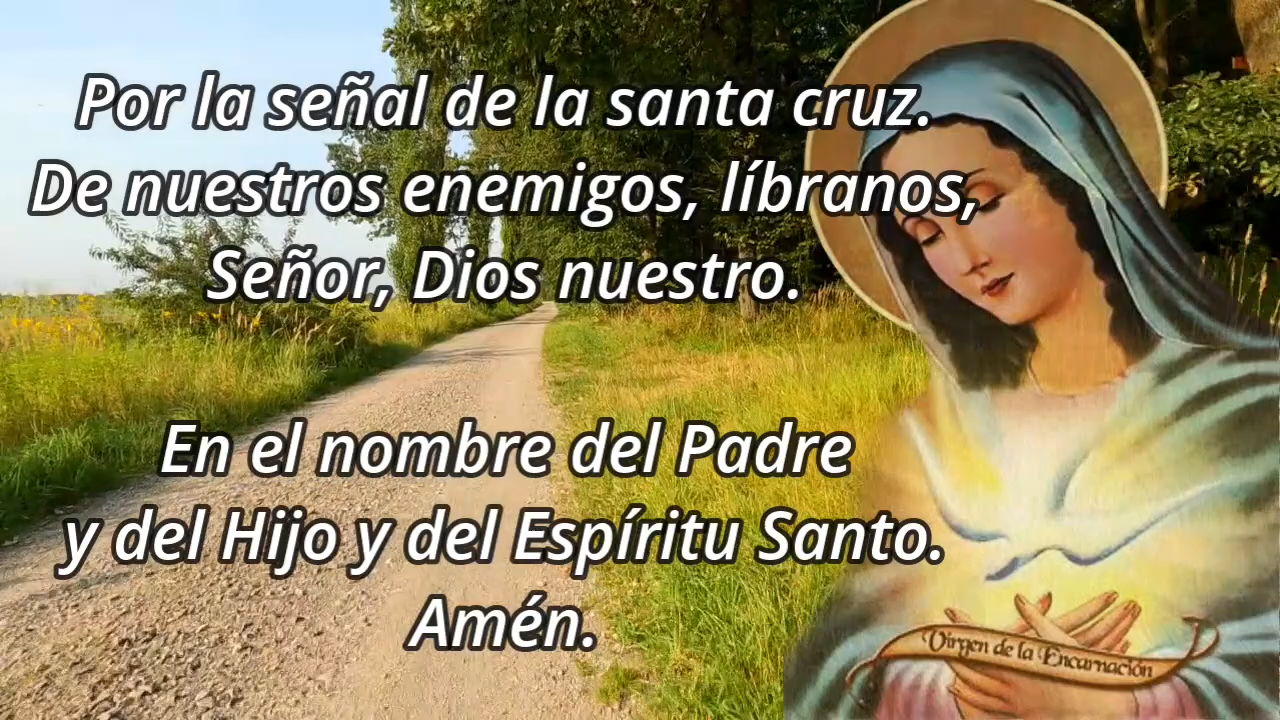 Por la señal de la santa cruz.
De nuestros enemigos, líbranos,
Señor, Dios nuestro.
En el nombre del Padre
y del Hijo y del Espíritu Santo.
Amén.
Virgen de la Encarnación